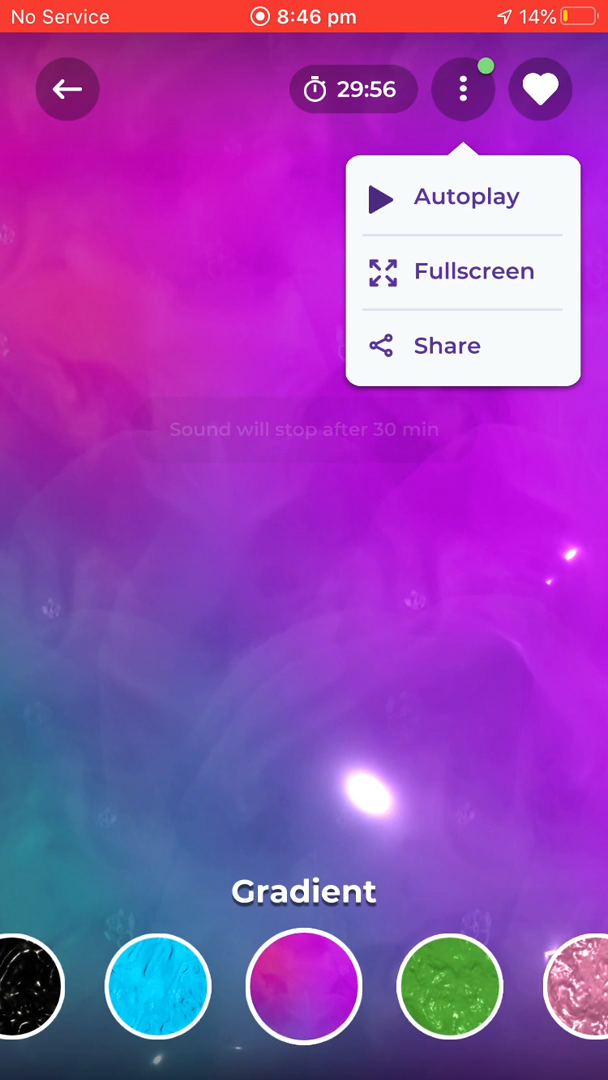 No Service 8:46 pm 14%
29:56
Autoplay
Fullscreen
Share
Sound will stop after 30 min
Gradient